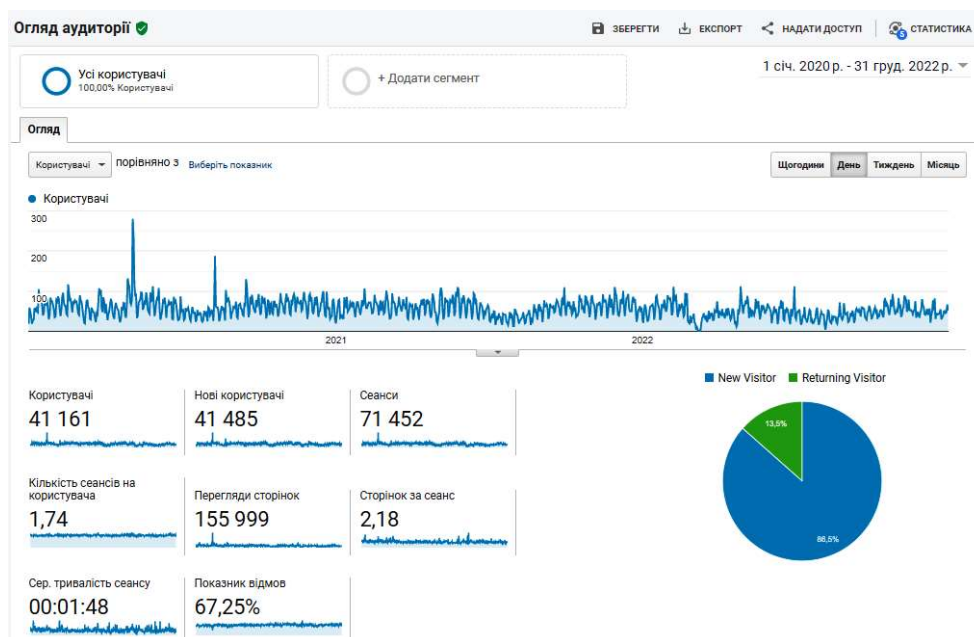 Огляд аудиторії
ЗБЕРЕГТИ ЕКСПОРТ НАДАТИ ДОСТУП 5 СТАТИСТИКА
Усі користувачі
100,00% Користувачі
+ Додати сегмент
1 січ. 2020 р. - 31 груд. 2022 р.
Огляд
Користувачі порівняно з Виберіть показник
Щогодини День Тиждень Місяць
Користувачі
300
200
100
2021 2022
New Visitor Returning Visitor
Користувачі
41 161
Нові користувачі
41 485
Сеанси
71 452
Кількість сеансів на
користувача
1,74
Перегляди сторінок
155 999
Сторінок за сеанс
2,18
Сер. тривалість сеансу
00:01:48
Показник відмов
67,25%
13,5%
86,5%